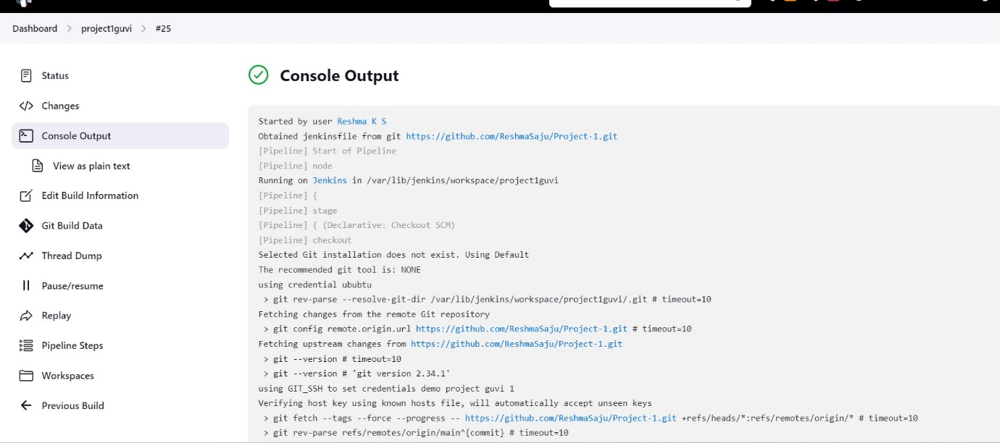 Dashboard > project1guvi > #25
Status
Changes
Console Output
View as plain text
Edit Build Information
Git Build Data
Thread Dump
Pause/resume
Replay
Pipeline Steps
Workspaces
Previous Build
Console Output
Started by user Reshma K S
Obtained jenkinsfile from git https://github.com/ReshmaSaju/Project-1.git
[Pipeline] Start of Pipeline
[Pipeline] node
Running on Jenkins in /var/lib/jenkins/workspace/project1guvi
[Pipeline] {
[Pipeline] stage
[Pipeline] { (Declarative: Checkout SCM)
[Pipeline] checkout
Selected Git installation does not exist. Using Default
The recommended git tool is: NONE
using credential ububtu
> git rev-parse --resolve-git-dir /var/lib/jenkins/workspace/project1guvi/.git # timeout=10
Fetching changes from the remote Git repository
> git config remote.origin.url https://github.com/ReshmaSaju/Project-1.git # timeout=10
Fetching upstream changes from https://github.com/ReshmaSaju/Project-1.git
> git --version # timeout=10
> git --version # 'git version 2.34.1'
using GIT_SSH to set credentials demo project guvi 1
Verifying host key using known hosts file, will automatically accept unseen keys
> git fetch --tags --force --progress -- https://github.com/ReshmaSaju/Project-1.git +refs/heads/*:refs/remotes/origin/* # timeout=10
> git rev-parse refs/remotes/origin/main^{commit} # timeout=10